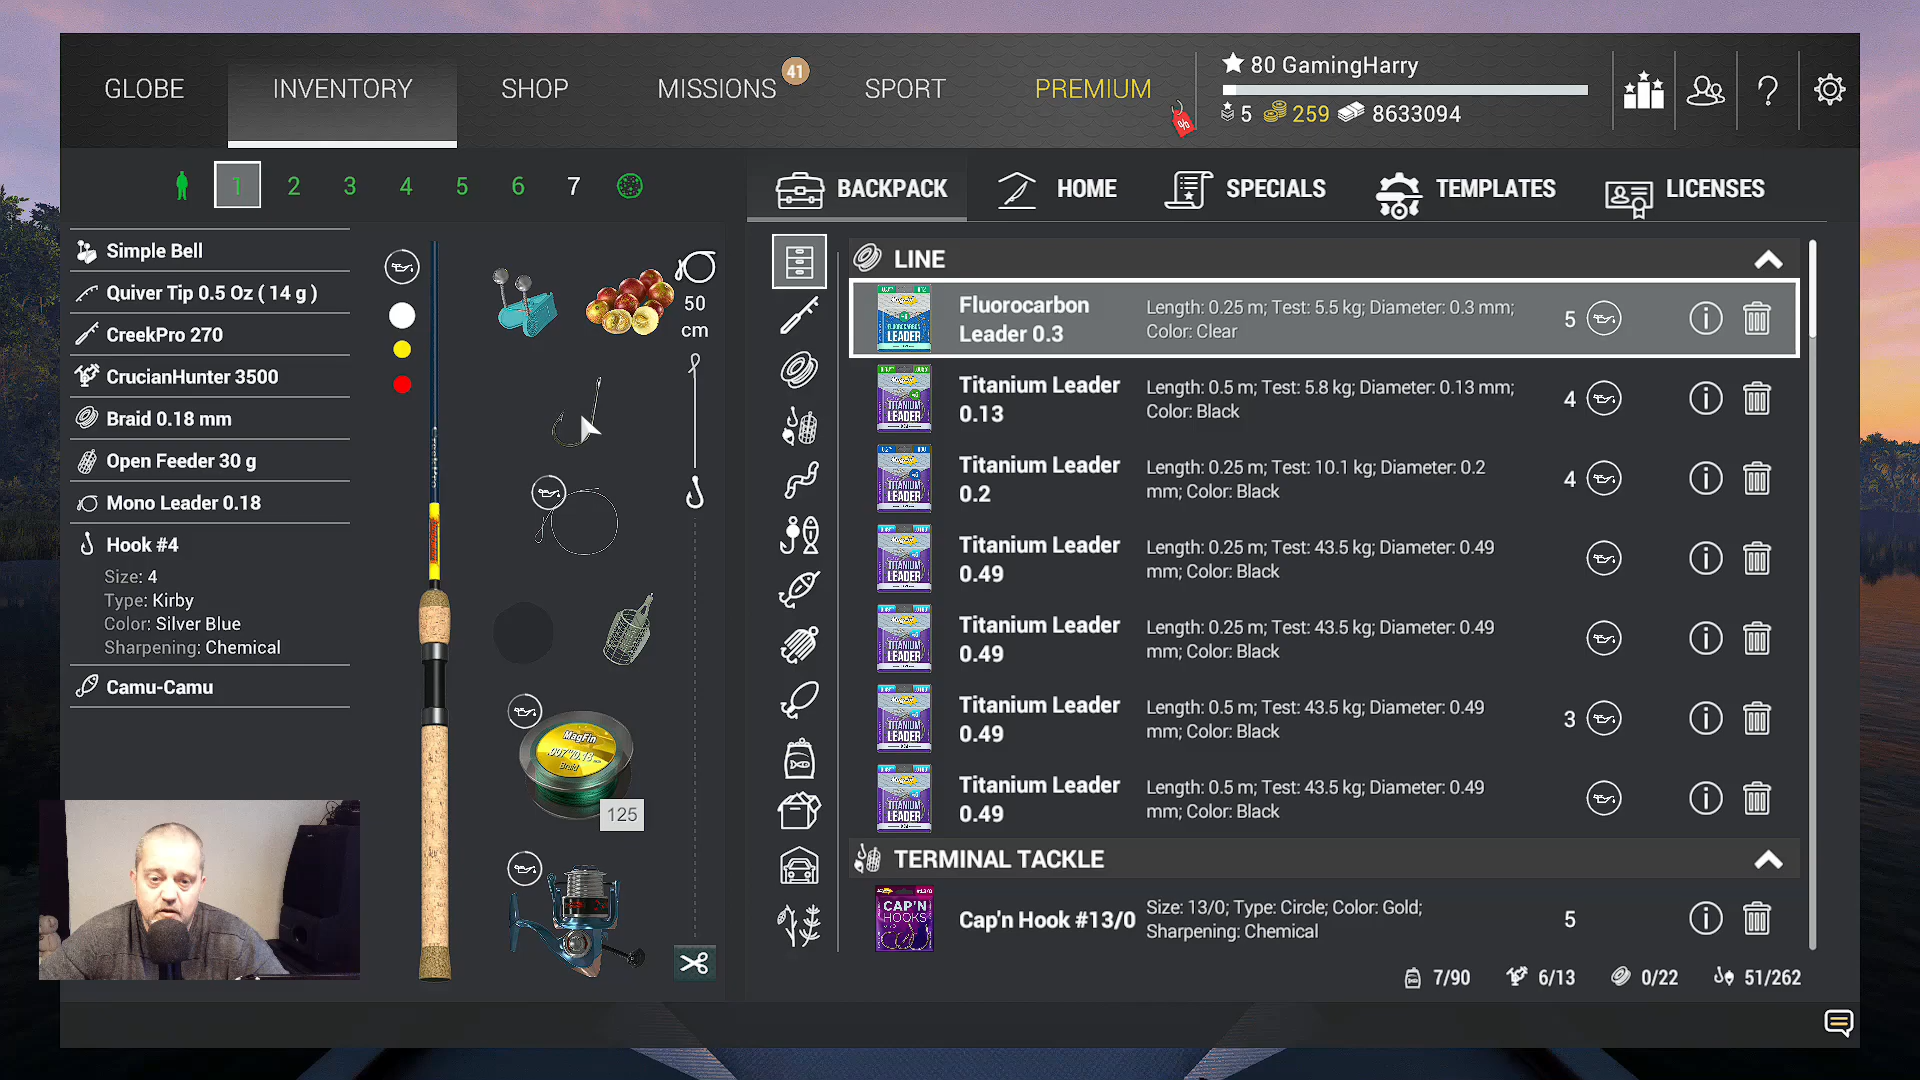 GLOBE
INVENTORY
SHOP
MISSIONS
41
SPORT
PREMIUM
%
80 GamingHarry
5
259
8633094
?
1
2
3
4
5
6
7
BACKPACK
HOME
SPECIALS
TEMPLATES
LICENSES
Simple Bell
Quiver Tip 0.5 Oz ( 14 g )
CreekPro 270
CrucianHunter 3500
Braid 0.18 mm
Open Feeder 30 g
Mono Leader 0.18
Hook #4
Size: 4
Type: Kirby
Color: Silver Blue
Sharpening: Chemical
Camu-Camu
50
cm
MagFin
Braid
125
LINE
Fluorocarbon
Leader 0.3
Length: 0.25 m; Test: 5.5 kg; Diameter: 0.3 mm;
Color: Clear
5
Titanium Leader
0.13
Length: 0.5 m; Test: 5.8 kg; Diameter: 0.13 mm;
Color: Black
4
Titanium Leader
0.2
Length: 0.25 m; Test: 10.1 kg; Diameter: 0.2
mm; Color: Black
4
Titanium Leader
0.49
Length: 0.25 m; Test: 43.5 kg; Diameter: 0.49
mm; Color: Black
Titanium Leader
0.49
Length: 0.25 m; Test: 43.5 kg; Diameter: 0.49
mm; Color: Black
Titanium Leader
0.49
Length: 0.5 m; Test: 43.5 kg; Diameter: 0.49
mm; Color: Black
3
Titanium Leader
0.49
Length: 0.5 m; Test: 43.5 kg; Diameter: 0.49
mm; Color: Black
TERMINAL TACKLE
CAP'N
HOOKS
Cap'n Hook #13/0
Size: 13/0; Type: Circle; Color: Gold;
Sharpening: Chemical
5
7/90
6/13
0/22
51/262